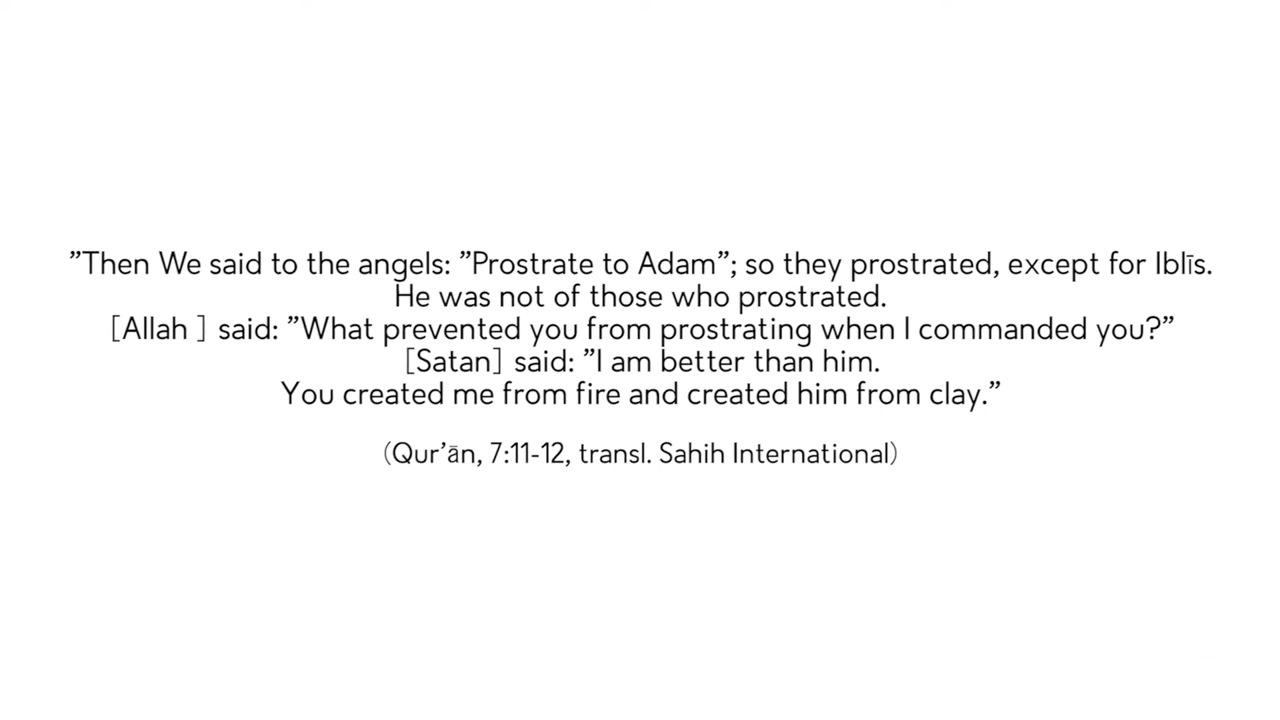 ”Then We said to the angels: ”Prostrate to Adam”; so they prostrated, except for Iblīs.
He was not of those who prostrated.
[Allah ] said: ”What prevented you from prostrating when I commanded you?”
[Satan] said: ”I am better than him.
You created me from fire and created him from clay.”
(Qur’ān, 7:11-12, transl. Sahih International)